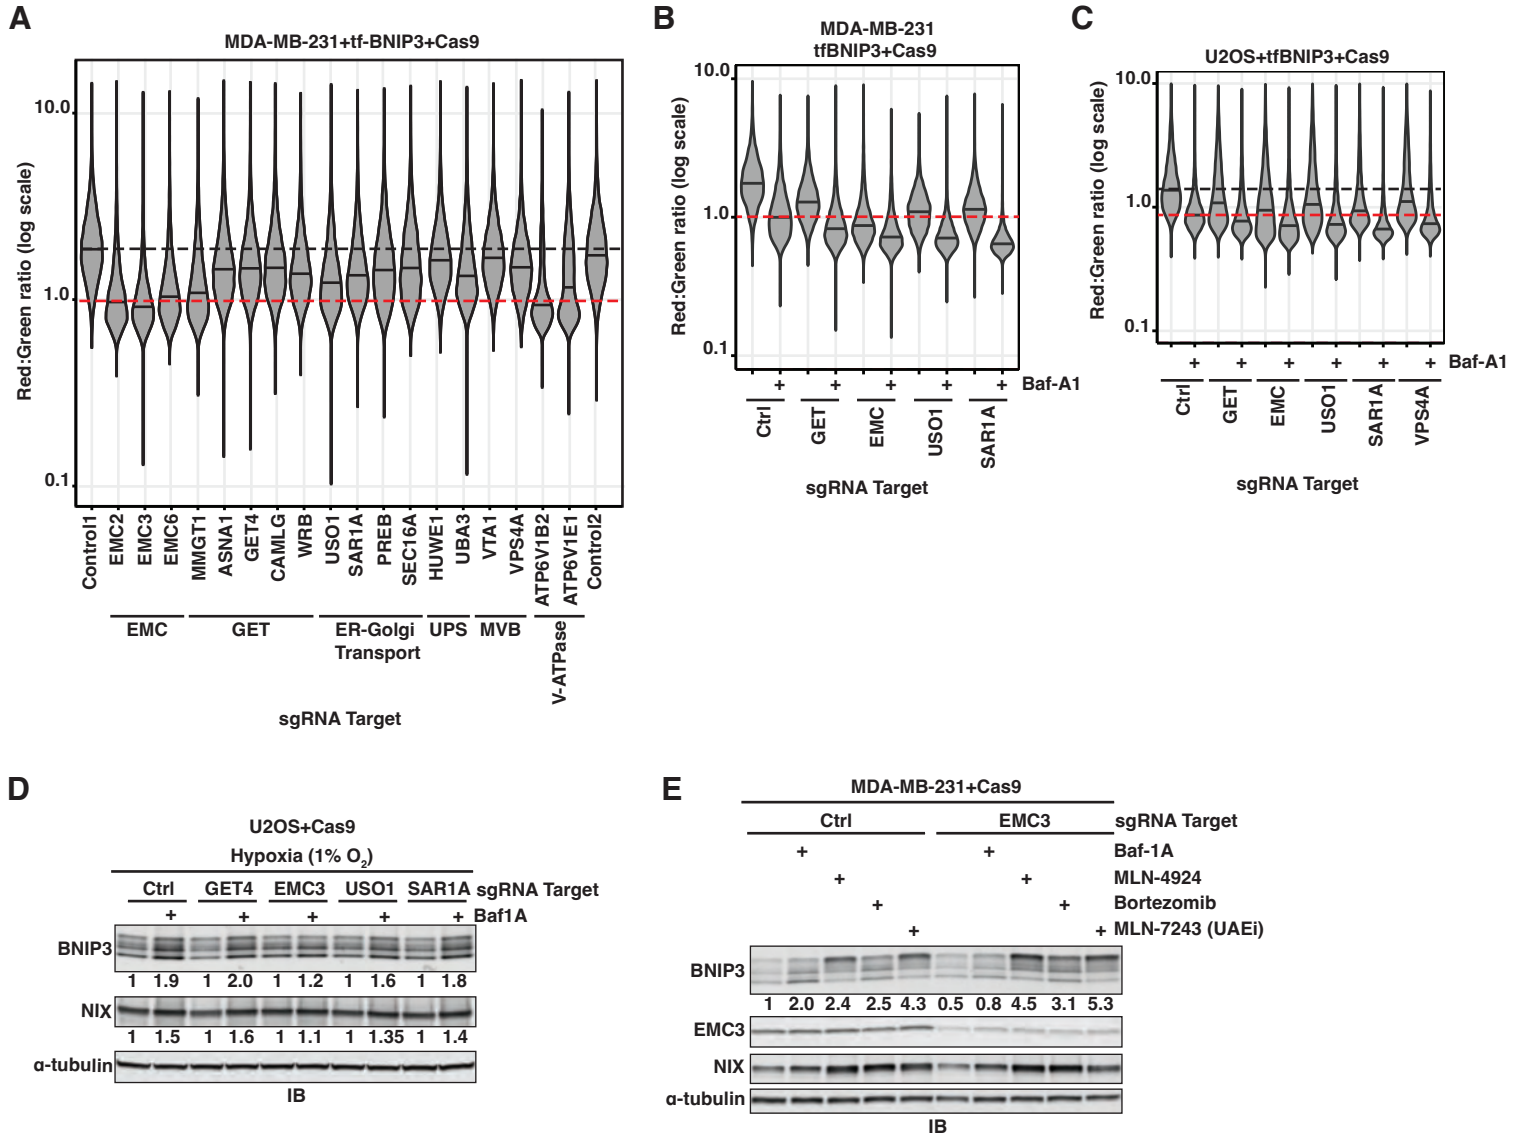 A
MDA-MB-231+tf-BNIP3+Cas9
Red:Green ratio (log scale)
10.0
1.0
0.1
Control1
EMC2
EMC3
EMC6
MMGT1
ASNA1
GET4
CAMLG
WRB
USO1
SAR1A
PREB
SEC16A
HUWE1
UBA3
VTA1
VPS4A
ATP6V1B2
ATP6V1E1
Control2
EMC
GET
ER-Golgi
Transport
UPS
MVB
V-ATPase
sgRNA Target
B
MDA-MB-231
tfBNIP3+Cas9
Red:Green ratio (log scale)
10.0
1.0
0.1
+ + + + + Baf-A1
Ctrl
GET
EMC
USO1
SAR1A
sgRNA Target
C
U2OS+tfBNIP3+Cas9
Red:Green ratio (log scale)
10.0
1.0
0.1
+ + + + + + Baf-A1
Ctrl
GET
EMC
USO1
SAR1A
VPS4A
sgRNA Target
D
U2OS+Cas9
Hypoxia (1% O2)
Ctrl GET4 EMC3 USO1 SAR1A sgRNA Target
+ + + + + Baf1A
BNIP3
1 1.9 1 2.0 1 1.2 1 1.6 1 1.8
NIX
1 1.5 1 1.6 1 1.1 1 1.35 1 1.4
α-tubulin
IB
E
MDA-MB-231+Cas9
Ctrl EMC3 sgRNA Target
+ + Baf-1A
+ + MLN-4924
+ + Bortezomib
+ + MLN-7243 (UAEi)
BNIP3
1 2.0 2.4 2.5 4.3 0.5 0.8 4.5 3.1 5.3
EMC3
NIX
α-tubulin
IB